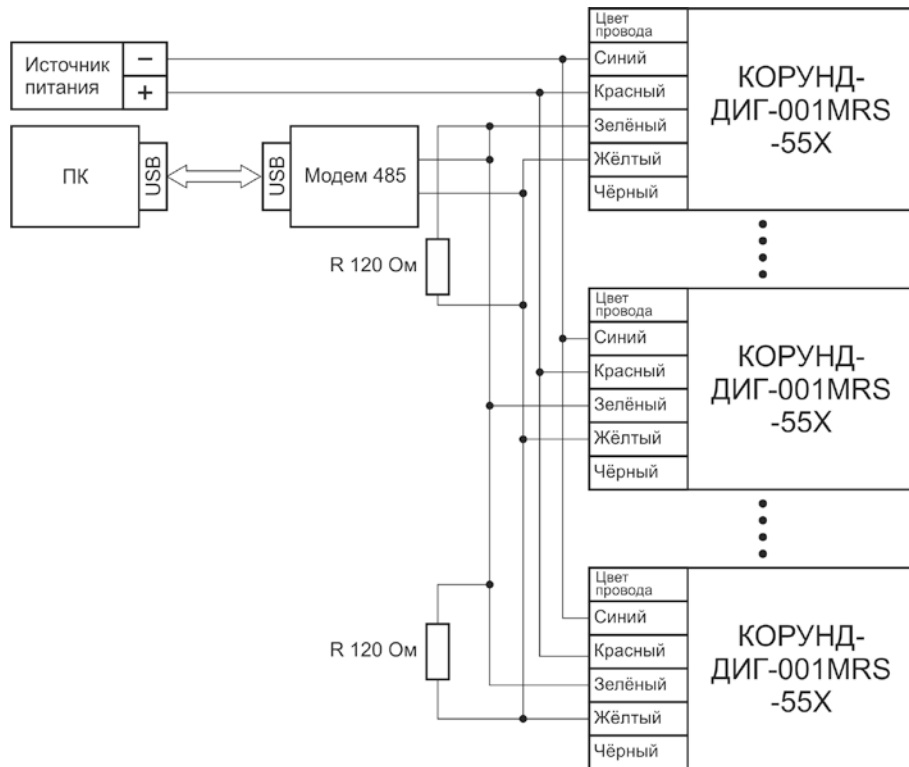 Источник
питания
–
+
ПК
USB
USB
Модем 485
R 120 Ом
R 120 Ом
Цвет
провода
Синий
Красный
Зелёный
Жёлтый
Чёрный
КОРУНД-
ДИГ-001MRS
-55X
Цвет
провода
Синий
Красный
Зелёный
Жёлтый
Чёрный
КОРУНД-
ДИГ-001MRS
-55X
Цвет
провода
Синий
Красный
Зелёный
Жёлтый
Чёрный
КОРУНД-
ДИГ-001MRS
-55X